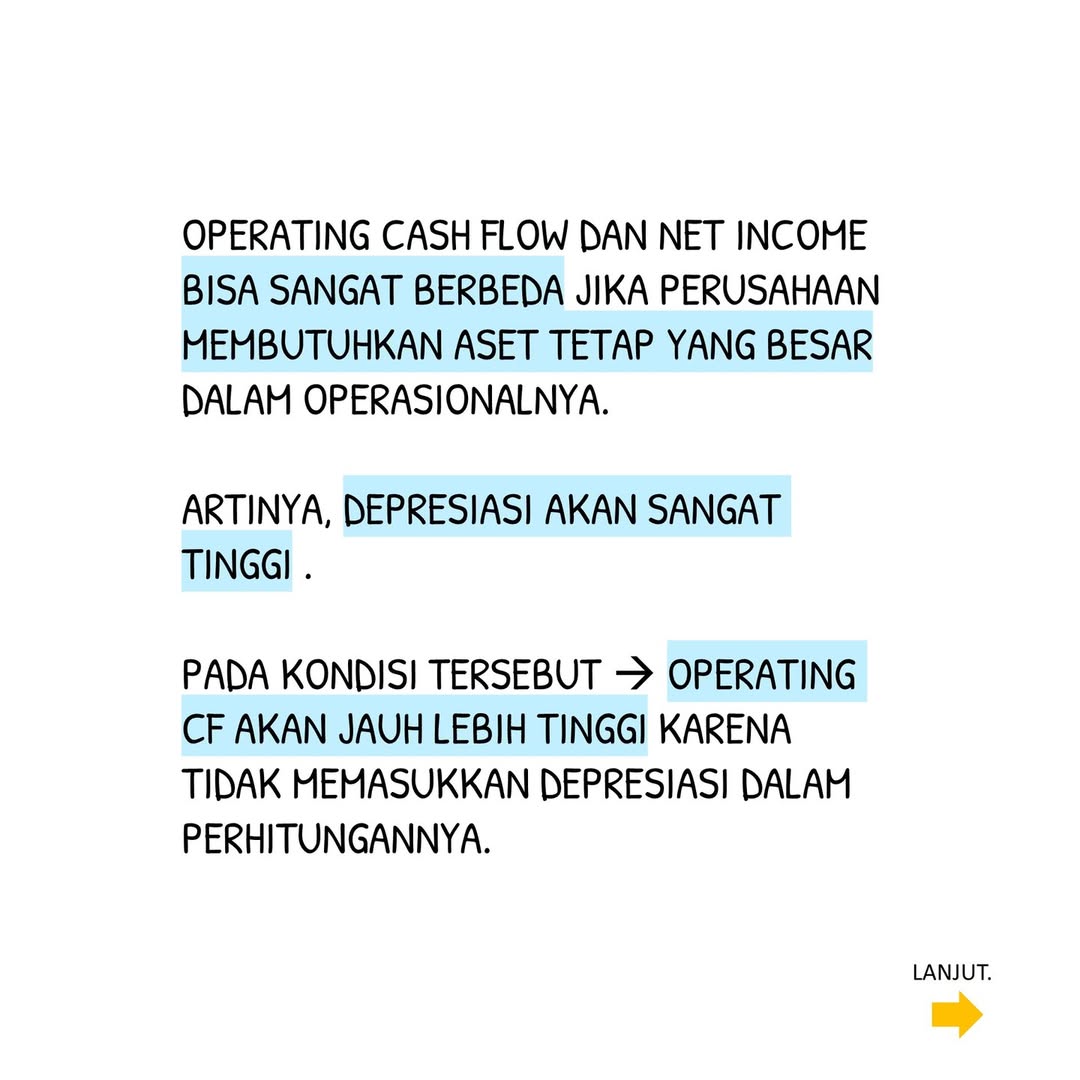 OPERATING CASH FLOW DAN NET INCOME
BISA SANGAT BERBEDA JIKA PERUSAHAAN
MEMBUTUHKAN ASET TETAP YANG BESAR
DALAM OPERASIONALNYA.
ARTINYA, DEPRESIASI AKAN SANGAT
TINGGI .
PADA KONDISI TERSEBUT → OPERATING
CF AKAN JAUH LEBIH TINGGI KARENA
TIDAK MEMASUKKAN DEPRESIASI DALAM
PERHITUNGANNYA.
LANJUT.